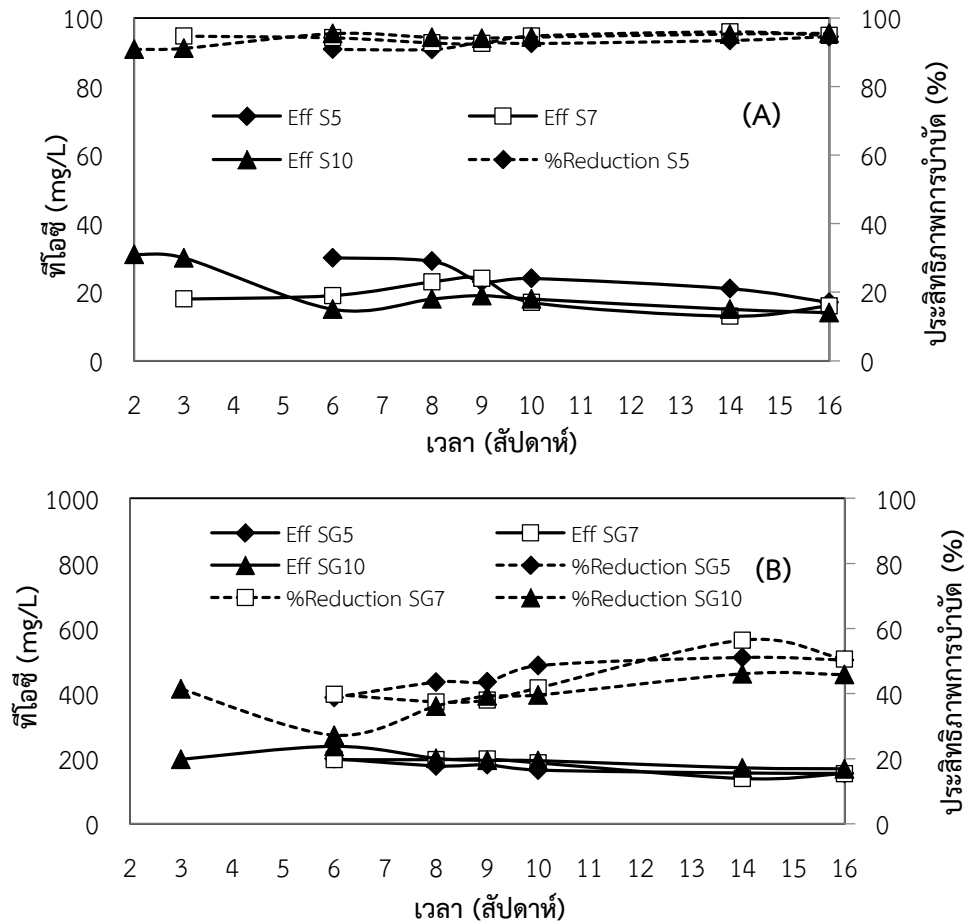 100 100
80 80
60 60
40 40
20 20
0 0
ทีโอซี (mg/L)
ประสิทธิภาพการบำบัด (%)
Eff S5 Eff S7
Eff S10 %Reduction S5
(A)
2 3 4 5 6 7 8 9 10 11 12 13 14 15 16
เวลา (สัปดาห์)
1000 100
800 80
600 60
400 40
200 20
0 0
ทีโอซี (mg/L)
ประสิทธิภาพการบำบัด (%)
Eff SG5 Eff SG7
Eff SG10 %Reduction SG5
%Reduction SG7 %Reduction SG10
(B)
2 3 4 5 6 7 8 9 10 11 12 13 14 15 16
เวลา (สัปดาห์)